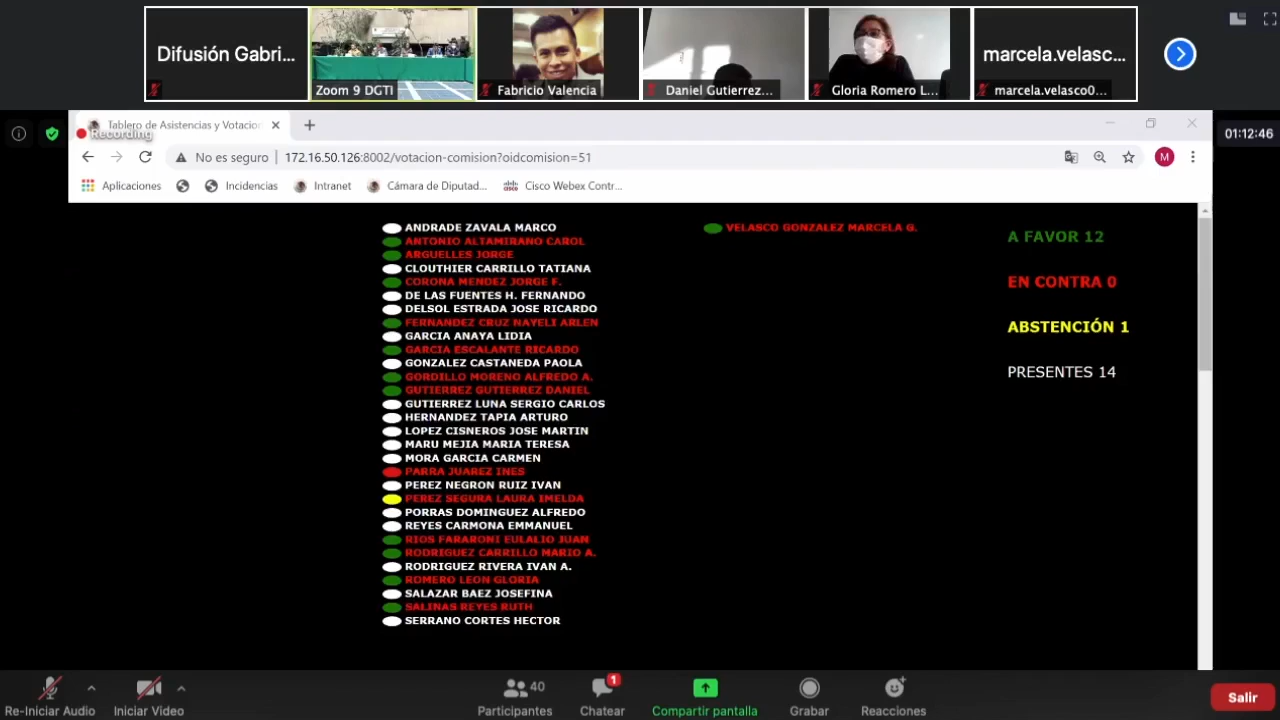 Difusión Gabri...
Zoom 9 DGTI
Fabricio Valencia
Daniel Gutierrez...
Gloria Romero L...
marcela.velasc...
marcela.velasco0...
Tablero de Asistencias y Votacion
Recording
01:12:46
No es seguro
172.16.50.126:8002/votacion-comision?oidcomision=51
M
Aplicaciones
Incidencias
Intranet
Cámara de Diputad...
Cisco Webex Contr...
ANDRADE ZAVALA MARCO
ANTONIO ALTAMIRANO CAROL
ARGUELLES JORGE
CLOUTHIER CARRILLO TATIANA
CORONA MENDEZ JORGE F.
DE LAS FUENTES H. FERNANDO
DELSOL ESTRADA JOSE RICARDO
FERNANDEZ CRUZ NAYELI ARLEN
GARCIA ANAYA LIDIA
GARCIA ESCALANTE RICARDO
GONZALEZ CASTANEDA PAOLA
GORDILLO MORENO ALFREDO A.
GUTIERREZ GUTIERREZ DANIEL
GUTIERREZ LUNA SERGIO CARLOS
HERNANDEZ TAPIA ARTURO
LOPEZ CISNEROS JOSE MARTIN
MARU MEJIA MARIA TERESA
MORA GARCIA CARMEN
PARRA JUAREZ INES
PEREZ NEGRON RUIZ IVAN
PEREZ SEGURA LAURA IMELDA
PORRAS DOMINGUEZ ALFREDO
REYES CARMONA EMMANUEL
RIOS FARARONI EULALIO JUAN
RODRIGUEZ CARRILLO MARIO A.
RODRIGUEZ RIVERA IVAN A.
ROMERO LEON GLORIA
SALAZAR BAEZ JOSEFINA
SALINAS REYES RUTH
SERRANO CORTES HECTOR
VELASCO GONZALEZ MARCELA G.
A FAVOR 12
EN CONTRA 0
ABSTENCIÓN 1
PRESENTES 14
Re-Iniciar Audio
Iniciar Video
40
Participantes
1
Chatear
Compartir pantalla
Grabar
Reacciones
Salir